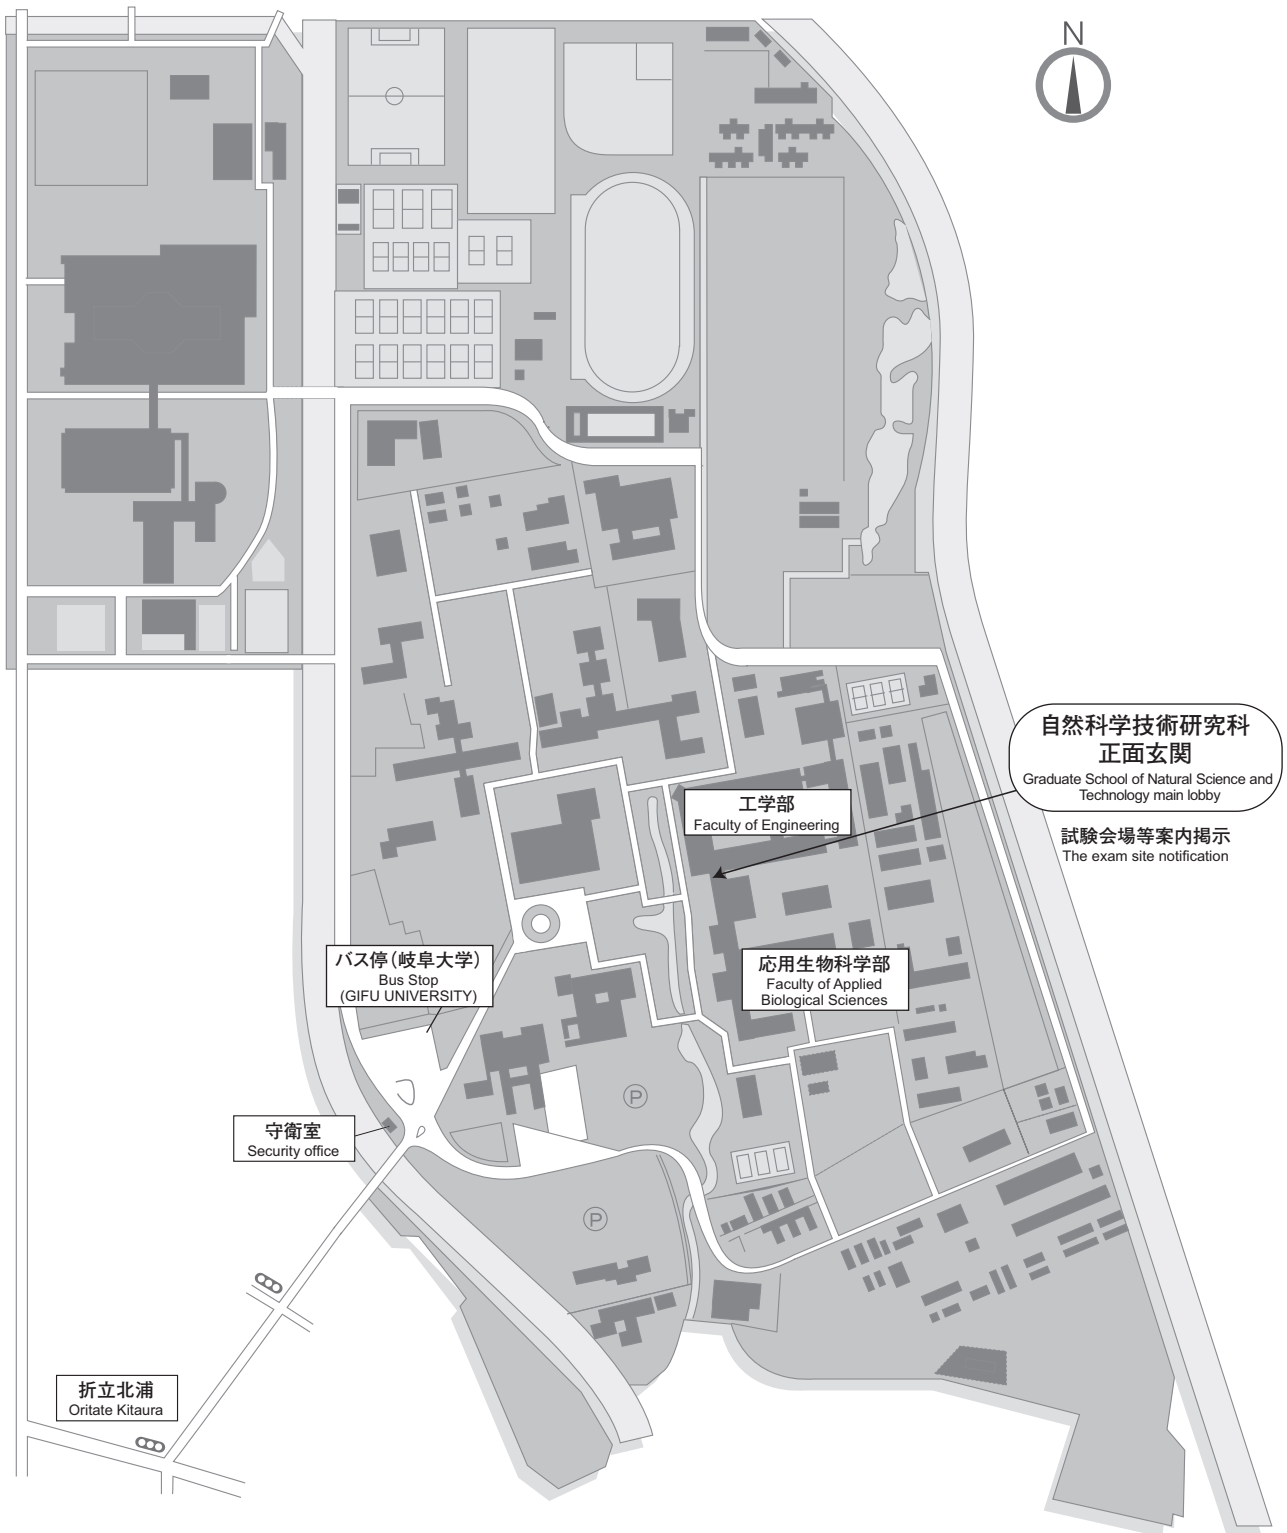 N
自然科学技術研究科
正面玄関
Graduate School of Natural Science and
Technology main lobby
試験会場等案内掲示
The exam site notification
工学部
Faculty of Engineering
バス停(岐阜大学)
Bus Stop
(GIFU UNIVERSITY)
応用生物科学部
Faculty of Applied
Biological Sciences
P
守衛室
Security office
P
折立北浦
Oritate Kitaura